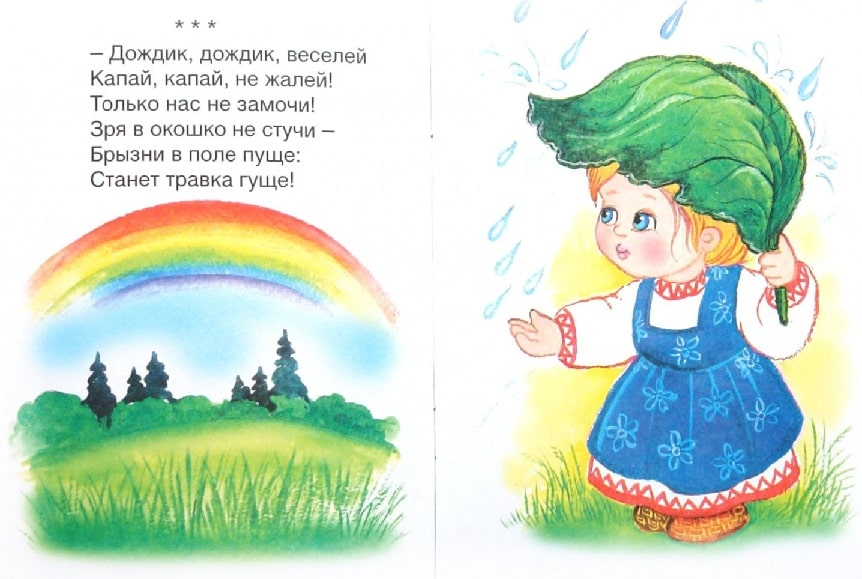 * * *
– Дождик, дождик, веселей
Капай, капай, не жалей!
Только нас не замочи!
Зря в окошко не стучи –
Брызни в поле пуще:
Станет травка гуще!